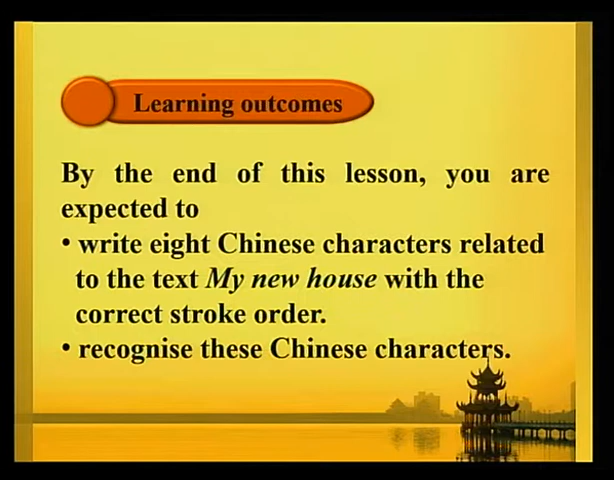 Learning outcomes
By the end of this lesson, you are
expected to
• write eight Chinese characters related
to the text My new house with the
correct stroke order.
• recognise these Chinese characters.